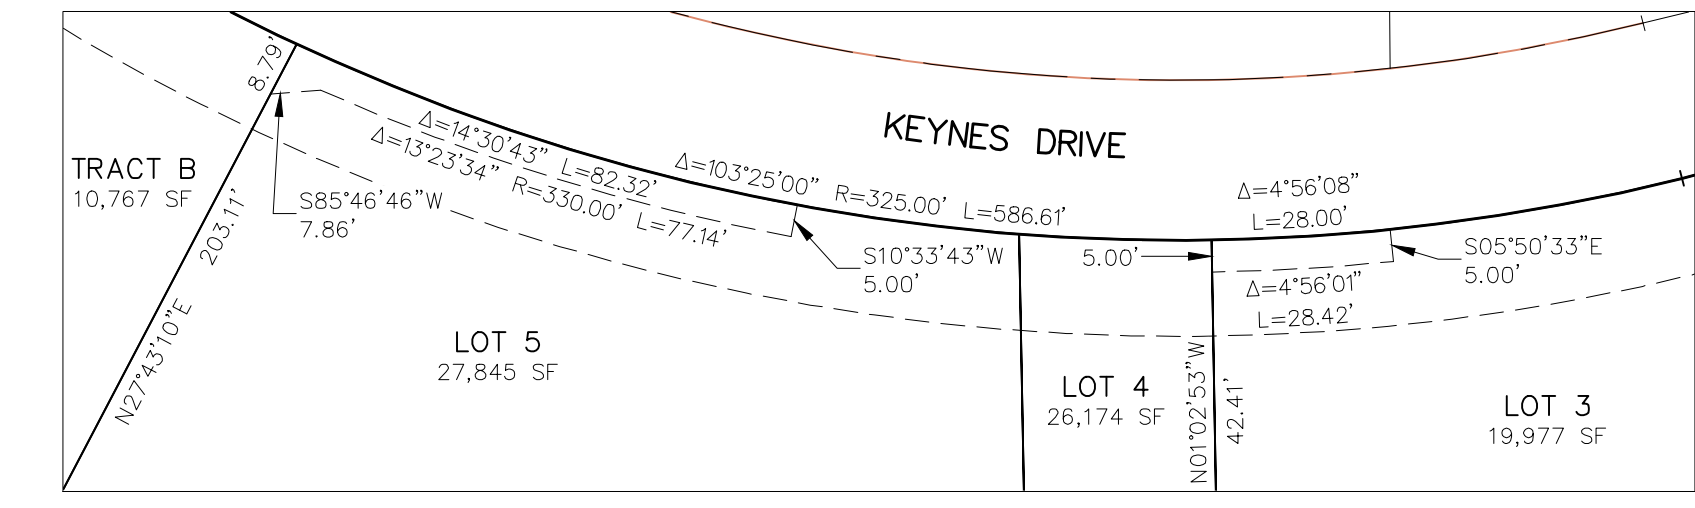 8.79'
KEYNES DRIVE
Δ=14°30'43" L=82.32'
Δ=13°23'34" R=330.00' L=77.14'
Δ=103°25'00" R=325.00' L=586.61'
TRACT B
10,767 SF
203.11'
N27°43'10"E
S85°46'46"W
7.86'
S10°33'43"W
5.00'
5.00'
Δ=4°56'08"
L=28.00'
S05°50'33"E
5.00'
Δ=4°56'01"
L=28.42'
LOT 5
27,845 SF
LOT 4
26,174 SF
N01°02'53"W
42.41'
LOT 3
19,977 SF